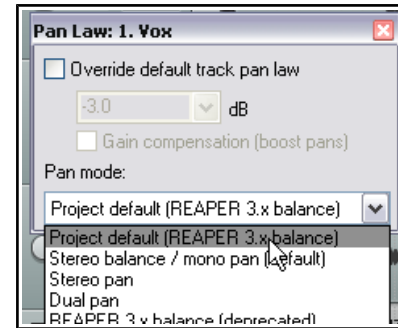 Pan Law: 1. Vox
Override default track pan law
-3.0 dB
Gain compensation (boost pans)
Pan mode:
Project default (REAPER 3.x balance)
Project default (REAPER 3.x balance)
Stereo balance / mono pan (default)
Stereo pan
Dual pan
REAPER 3.x balance (deprecated)